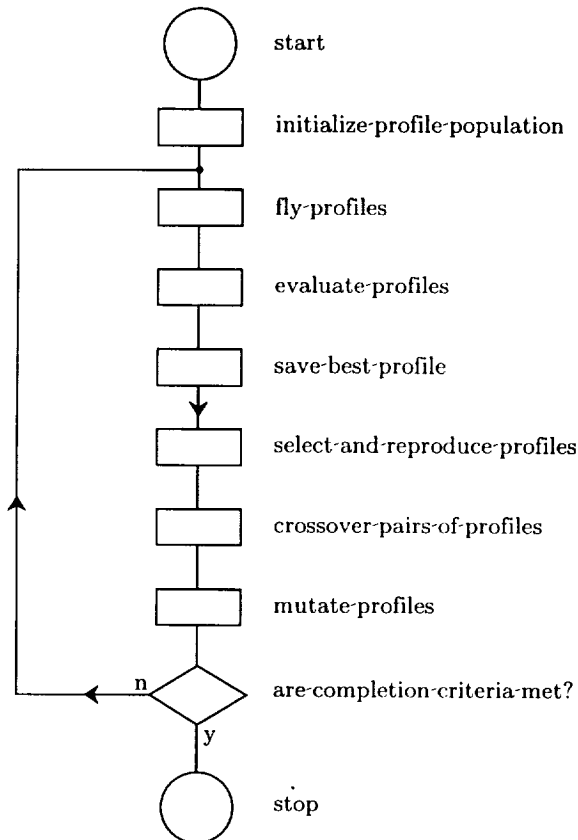 start
initialize-profile-population
fly-profiles
evaluate-profiles
save-best-profile
select-and-reproduce-profiles
crossover-pairs-of-profiles
mutate-profiles
n
are-completion-criteria-met?
y
stop